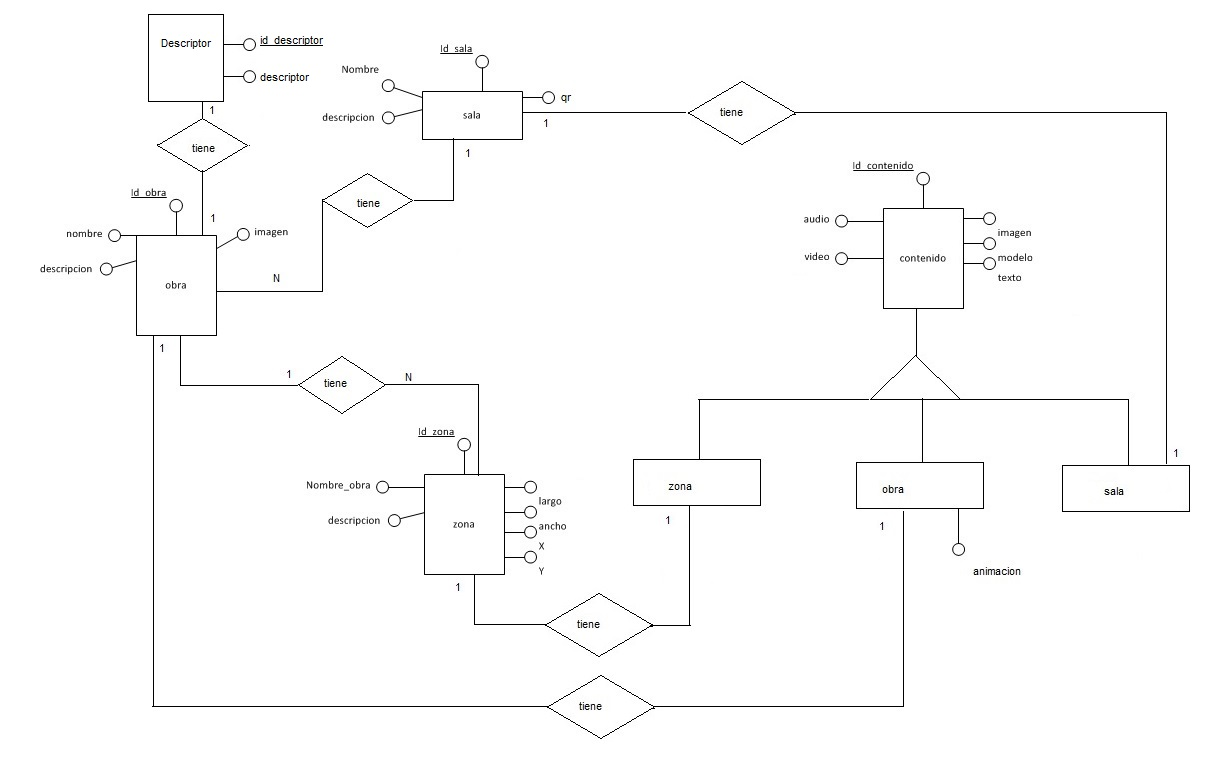 Descriptor
id_descriptor
descriptor
1
tiene
1
Id_sala
Nombre
descripcion
qr
sala
1
1
tiene
tiene
Id_obra
nombre
descripcion
imagen
obra
N
1
Id_contenido
audio
video
contenido
imagen
modelo
texto
1
tiene
N
Id_zona
Nombre_obra
descripcion
zona
largo
ancho
X
Y
1
zona
1
obra
1
animacion
sala
1
tiene
tiene